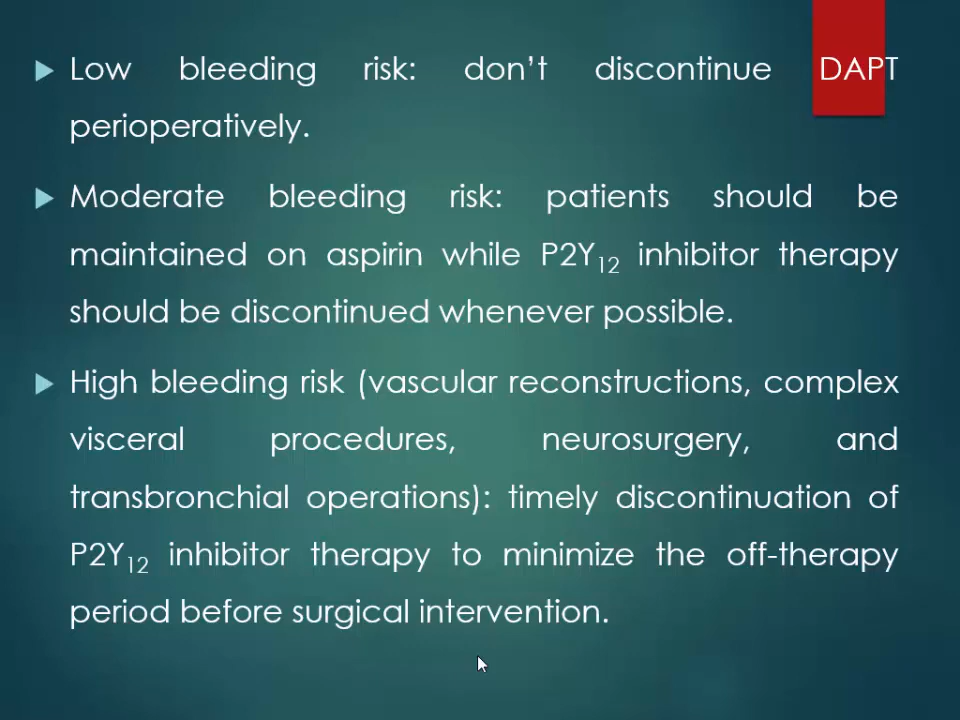 Low bleeding risk: don’t discontinue DAPT
perioperatively.
Moderate bleeding risk: patients should be
maintained on aspirin while P2Y12 inhibitor therapy
should be discontinued whenever possible.
High bleeding risk (vascular reconstructions, complex
visceral procedures, neurosurgery, and
transbronchial operations): timely discontinuation of
P2Y12 inhibitor therapy to minimize the off-therapy
period before surgical intervention.